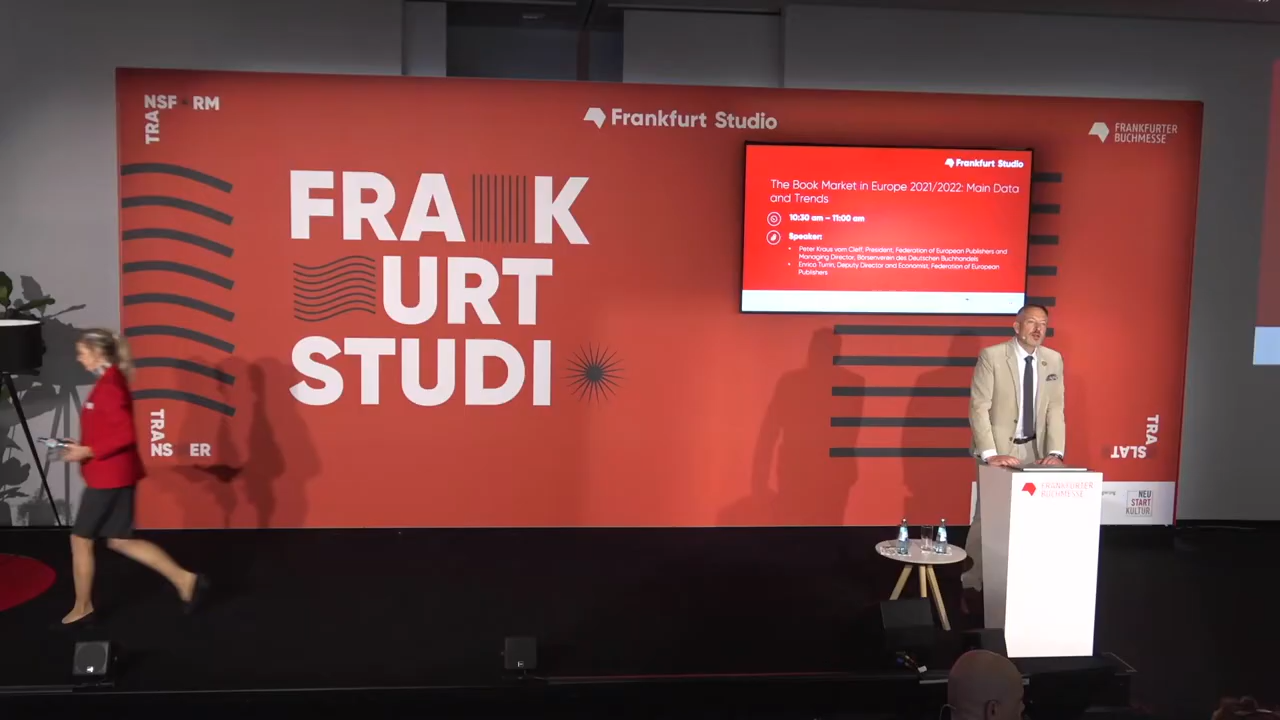 TRA
NSF RM
Frankfurt Studio
FRANKFURTER
BUCHMESSE
FRA K
URT
STUDI
Frankfurt Studio
The Book Market in Europe 2021/2022: Main Data
and Trends
10:30 am – 11:00 am
Speaker:
Peter Kraus vom Cleff, President, Federation of European Publishers and
Managing Director, Börsenverein des Deutschen Buchhandels
Enrico Turrin, Deputy Director and Economist, Federation of European
Publishers
TRA
NS ER
TRA
SLAT
FRANKFURTER
BUCHMESSE
NEU
START
KULTUR